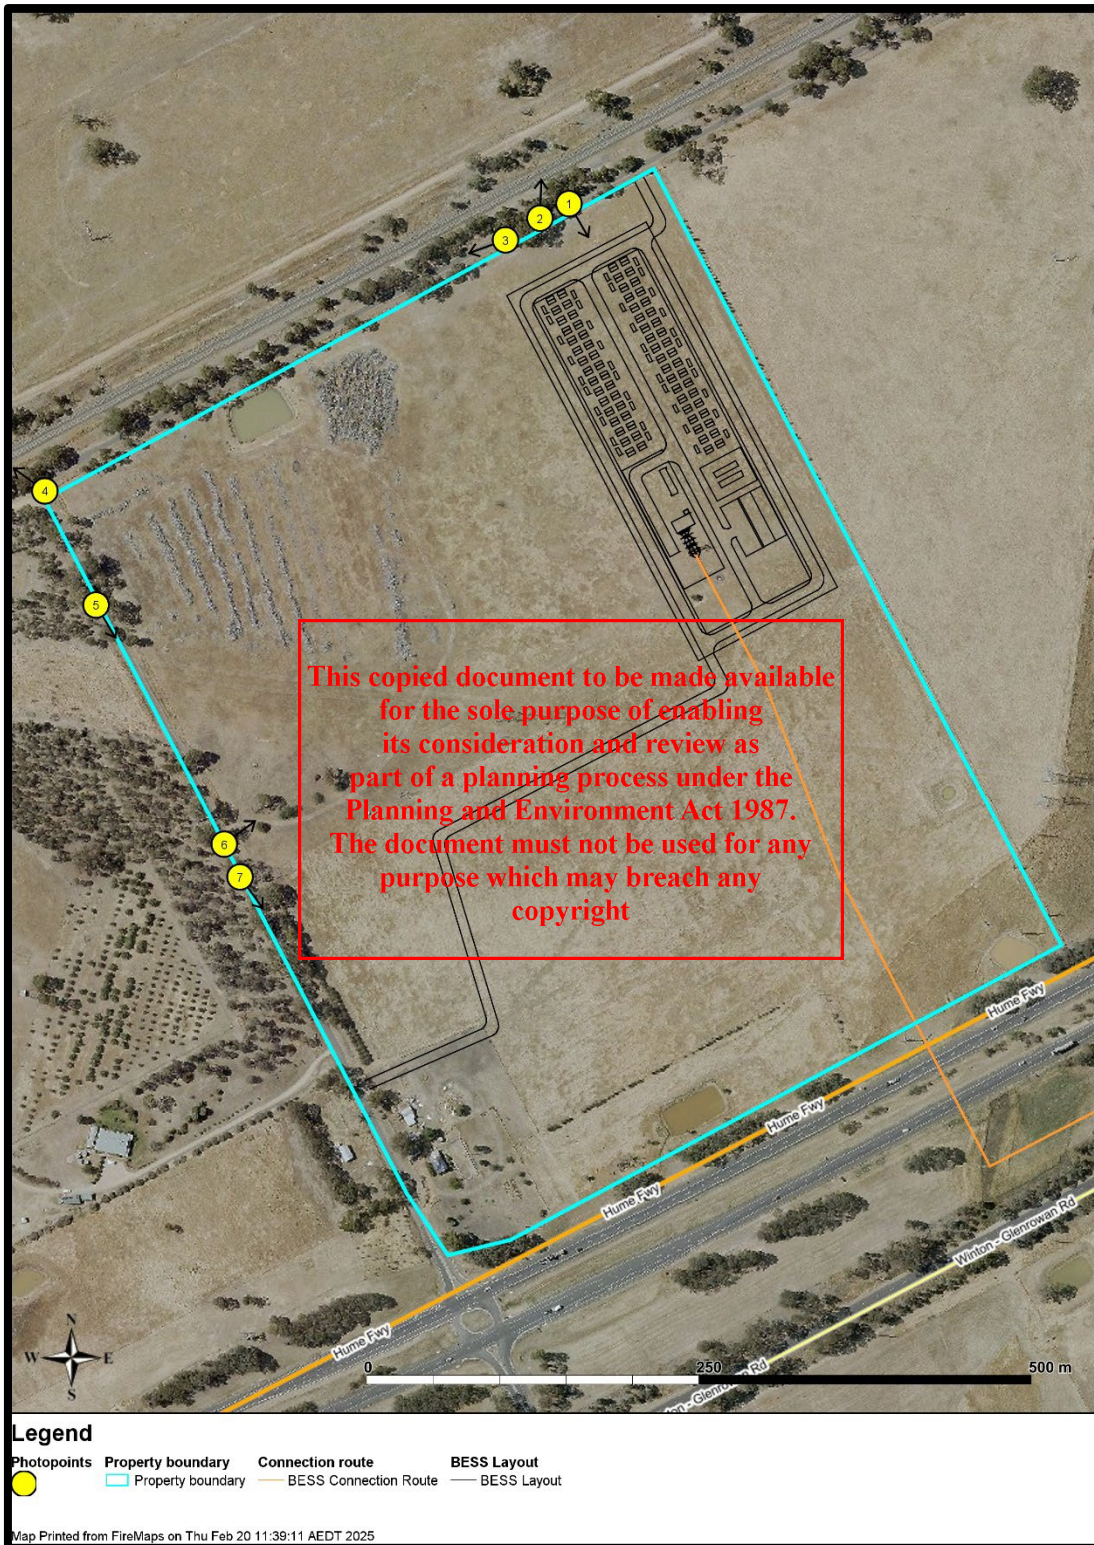 1
2
3
4
5
6
7
This copied document to be made available
for the sole purpose of enabling
its consideration and review as
part of a planning process under the
Planning and Environment Act 1987.
The document must not be used for any
purpose which may breach any
copyright
Hume Fwy
Hume Fwy
Hume Fwy
Hume Fwy
Winton - Glenrowan Rd
Glenrowan Rd
N
W E
S
0 250 500 m
Legend
Photopoints Property boundary Connection route BESS Layout
Property boundary BESS Connection Route BESS Layout
Map Printed from FireMaps on Thu Feb 20 11:39:11 AEDT 2025